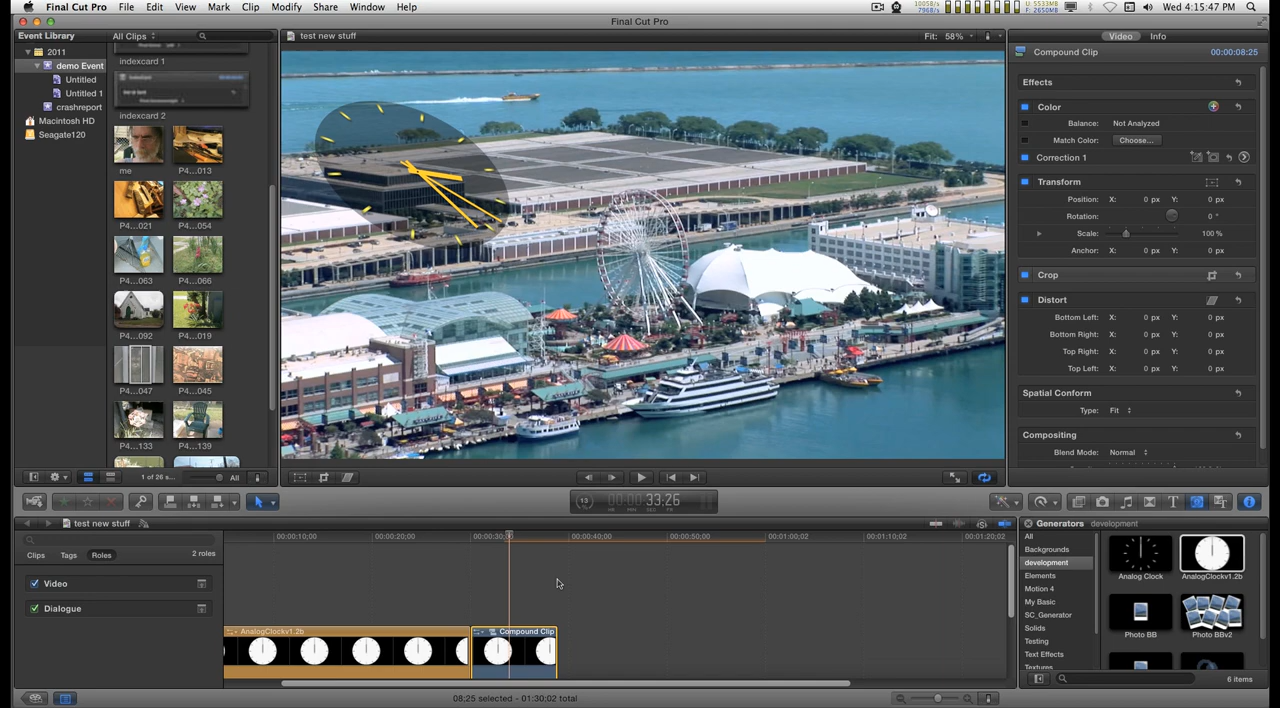 Final Cut Pro File Edit View Mark Clip Modify Share Window Help
100SB/s
7968/s
U: 5533MB
F: 2650MB
Wed 4:15:47 PM
Final Cut Pro
Event Library
All Clips
2011
demo Event
Untitled
Untitled 1
crashreport
Macintosh HD
Seagate120
indexcard 1
indexcard 2
me P4...013
P4...021 P4...054
P4...063 P4...066
P4...092 P4...019
P4...047 P4...045
P4...133 P4...139
1 of 26 s... All
test new stuff
Fit: 58%
Video Info
Compound Clip 00:00:08:25
Effects
Color
Balance: Not Analyzed
Match Color: Choose...
Correction 1
Transform
Position: X: 0 px Y: 0 px
Rotation: 0 °
Scale: 100 %
Anchor: X: 0 px Y: 0 px
Crop
Distort
Bottom Left: X: 0 px Y: 0 px
Bottom Right: X: 0 px Y: 0 px
Top Right: X: 0 px Y: 0 px
Top Left: X: 0 px Y: 0 px
Spatial Conform
Type: Fit
Compositing
Blend Mode: Normal
13 00:00:33:26
HR MIN SEC FR
test new stuff
Clips Tags Roles 2 roles
Video
Dialogue
00:00:10;00 00:00:20;00 00:00:30;00 00:00:40;00 00:00:50;00 00:01:00;02 00:01:10;02 00:01:20;02
AnalogClockv1.2b
Compound Clip
Generators development
All
Backgrounds
development
Elements
Motion 4
My Basic
SC_Generator
Solids
Testing
Text Effects
Textures
Analog Clock AnalogClockv1.2b
Photo BB Photo BBv2
6 items
08;25 selected - 01:30;02 total